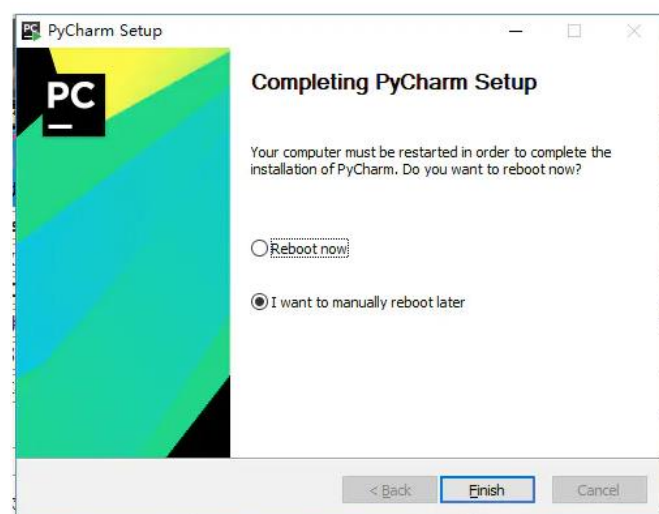 PyCharm Setup
PC
Completing PyCharm Setup
Your computer must be restarted in order to complete the
installation of PyCharm. Do you want to reboot now?
Reboot now
I want to manually reboot later
< Back
Finish
Cancel